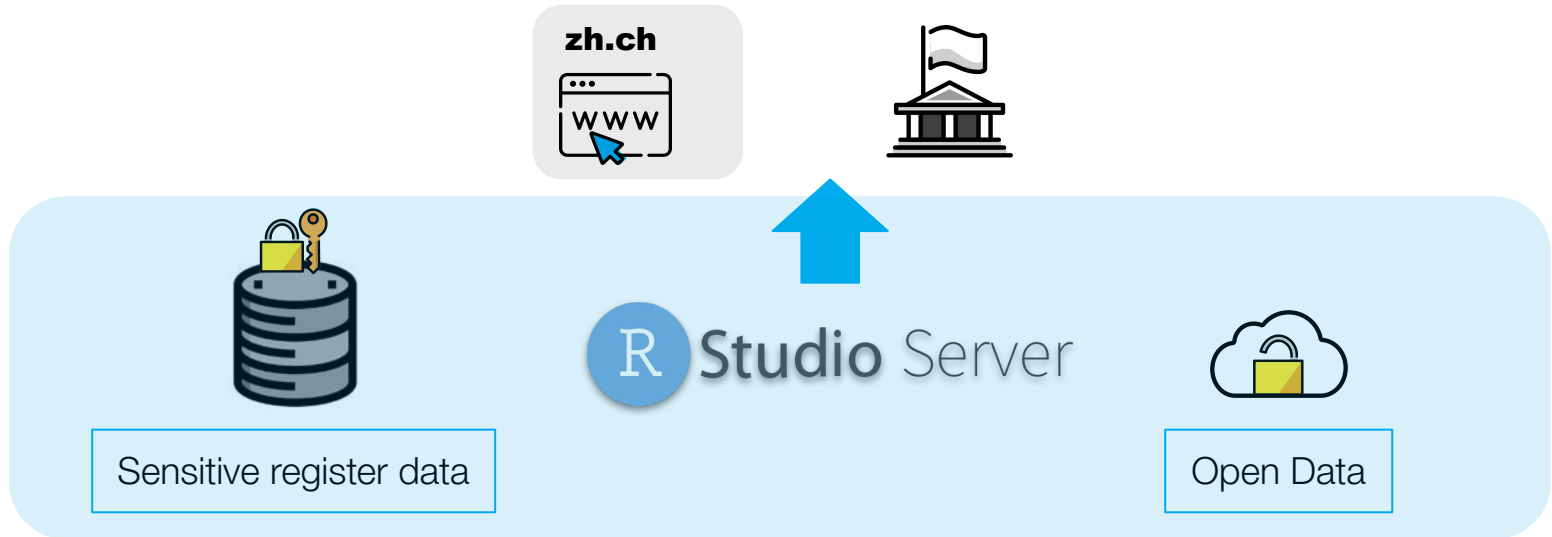 zh.ch
WWW
R Studio Server
Sensitive register data
Open Data